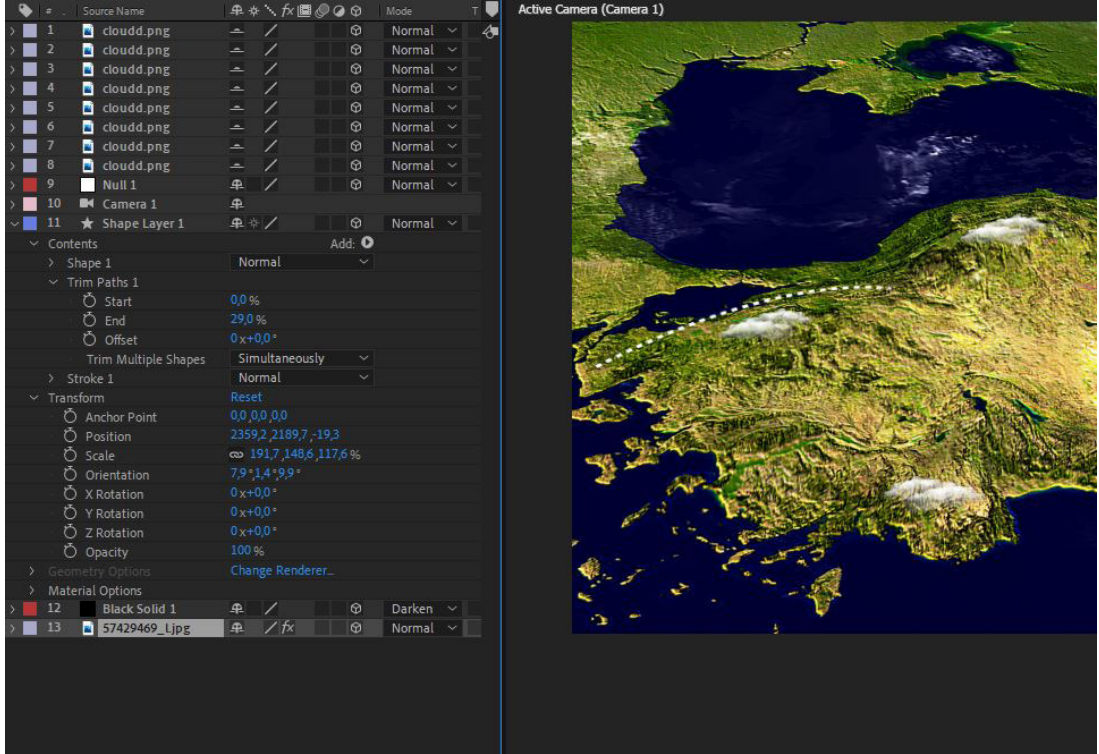 # . Source Name fx Mode T
Active Camera (Camera 1)
1 cloudd.png Normal
2 cloudd.png Normal
3 cloudd.png Normal
4 cloudd.png Normal
5 cloudd.png Normal
6 cloudd.png Normal
7 cloudd.png Normal
8 cloudd.png Normal
9 Null 1 Normal
10 Camera 1
11 Shape Layer 1 Normal
Contents Add:
Shape 1 Normal
Trim Paths 1
Start 0,0 %
End 29,0 %
Offset 0 x+0,0 °
Trim Multiple Shapes Simultaneously
Stroke 1 Normal
Transform Reset
Anchor Point 0,0 ,0,0 ,0,0
Position 2359,2 ,2189,7 ,-19,3
Scale 191,7 ,148,6 ,117,6 %
Orientation 7,9 ° ,1,4 ° ,9,9 °
X Rotation 0 x+0,0 °
Y Rotation 0 x+0,0 °
Z Rotation 0 x+0,0 °
Opacity 100 %
Geometry Options Change Renderer...
Material Options
12 Black Solid 1 Darken
13 57429469_l.jpg fx Normal